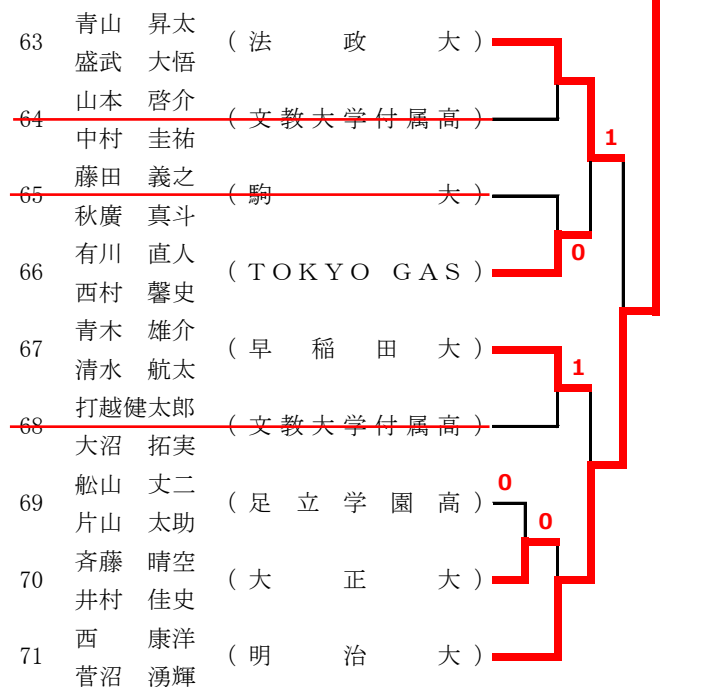 青山 昇太
63 (法政大)
盛武 大悟
山本 啓介
64 (文教大学付属高)
中村 圭祐
1
藤田 義之
65 (駒大)
秋廣 真斗
有川 直人
0
66 (TOKYO GAS)
西村 馨史
青木 雄介
67 (早稲田大)
清水 航太
1
打越健太郎
68 (文教大学付属高)
大沼 拓実
舩山 丈二
0
69 (足立学園高)
片山 太助
0
斉藤 晴空
70 (大正大)
井村 佳史
西 康洋
71 (明治大)
菅沼 湧輝